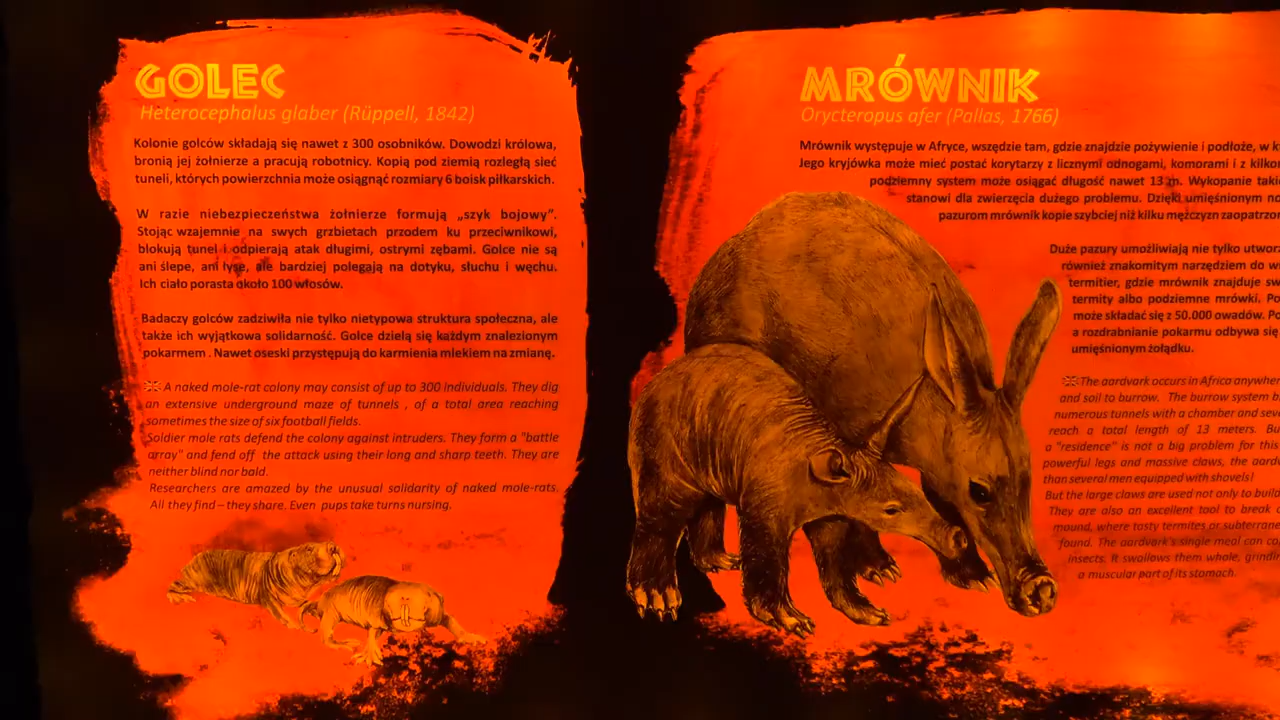 GOLEC
Heterocephalus glaber (Rüppell, 1842)
Kolonie golców składają się nawet z 300 osobników. Dowodzi królowa,
bronią jej żołnierze a pracują robotnicy. Kopią pod ziemią rozległą sieć
tuneli, których powierzchnia może osiągnąć rozmiary 6 boisk piłkarskich.
W razie niebezpieczeństwa żołnierze formują „szyk bojowy”.
Stojąc wzajemnie na swych grzbietach przodem ku przeciwnikowi,
blokują tunel i odpierają atak długimi, ostrymi zębami. Golce nie są
ani ślepe, ani łyse, ale bardziej polegają na dotyku, słuchu i węchu.
Ich ciało porasta około 100 włosów.
Badaczy golców zadziwiła nie tylko nietypowa struktura społeczna, ale
także ich wyjątkowa solidarność. Golce dzielą się każdym znalezionym
pokarmem . Nawet oseski przystępują do karmienia mlekiem na zmianę.
A naked mole-rat colony may consist of up to 300 individuals. They dig
an extensive underground maze of tunnels , of a total area reaching
sometimes the size of six football fields.
Soldier mole rats defend the colony against intruders. They form a "battle
array" and fend off the attack using their long and sharp teeth. They are
neither blind nor bald.
Researchers are amazed by the unusual solidarity of naked mole-rats.
All they find – they share. Even pups take turns nursing.
MRÓWNIK
Orycteropus afer (Pallas, 1766)
Mrównik występuje w Afryce, wszędzie tam, gdzie znajdzie pożywienie i podłoże, w
Jego kryjówka może mieć postać korytarzy z licznymi odnogami, komorami i z
podziemny system może osiągać długość nawet 13 m. Wykopanie
stanowi dla zwierzęcia dużego problemu. Dzięki umięśnionym
pazurom mrównik kopie szybciej niż kilku mężczyzn
Duże pazury umożliwiają nie tylko
również znakomitym narzędziem do
termitier, gdzie mrównik znajduje
termity albo podziemne mrówki.
może składać się z 50.000 owadów.
a rozdrabnianie pokarmu odbywa się
umięśnionym żołądku.
The aardvark occurs in Africa
and soil to burrow. The burrow system
numerous tunnels with a chamber and
reach a total length of 13 meters.
a "residence" is not a big problem for this
powerful legs and massive claws, the
than several men equipped with shovels!
But the large claws are used not only to
They are also an excellent tool to break
mound, where tasty termites or
found. The aardvark's single meal can
insects. It swallows them whole,
a muscular part of its stomach.